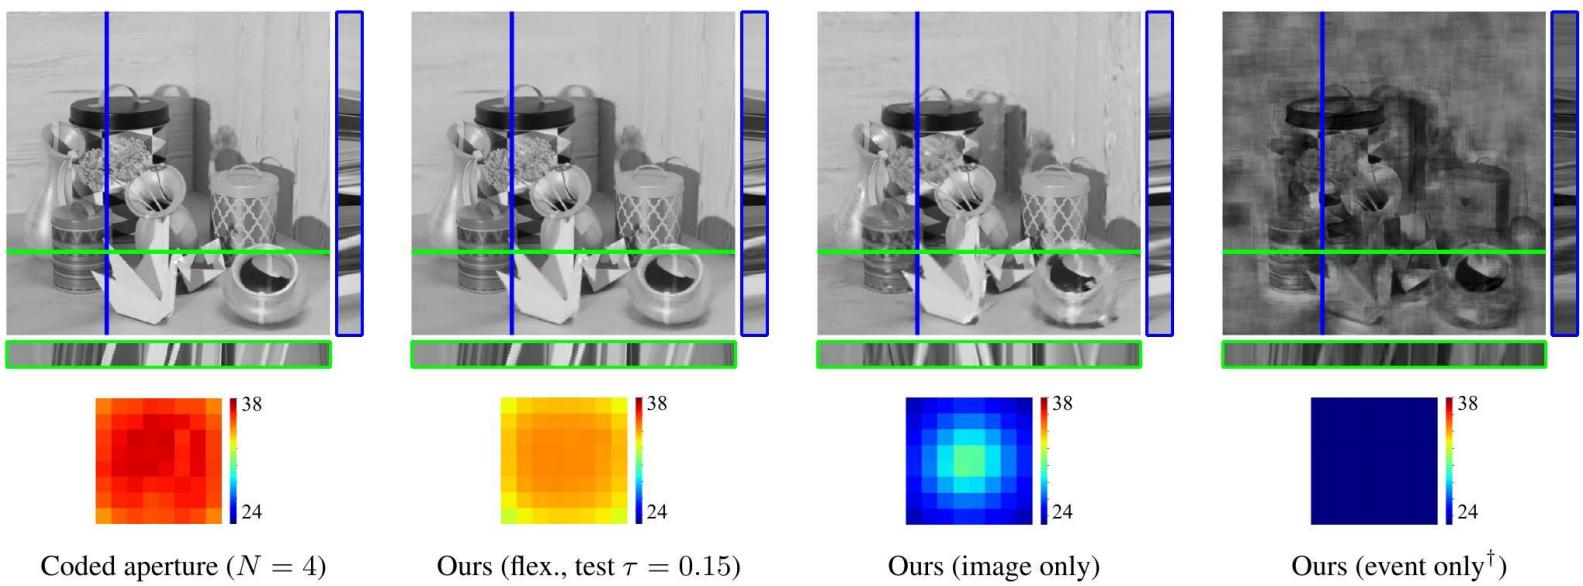 38
24
38
24
38
24
38
24
Coded aperture (N = 4)
Ours (flex., test τ = 0.15)
Ours (image only)
Ours (event only†)